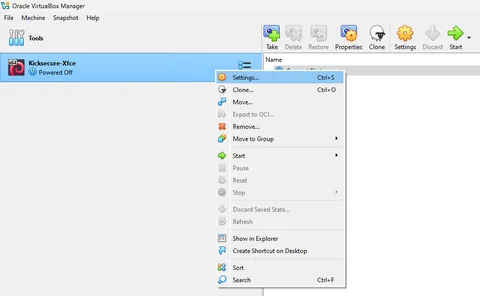 Oracle VirtualBox Manager
File Machine Snapshot Help
Tools
Take Delete Restore Properties Clone Settings Discard Start
Kicksecure-Xfce
Powered Off
Name
Settings... Ctrl+S
Clone... Ctrl+O
Move...
Export to OCI...
Remove...
Move to Group
Start
Pause
Reset
Stop
Discard Saved State...
Refresh
Show in Explorer
Create Shortcut on Desktop
Sort
Search Ctrl+F